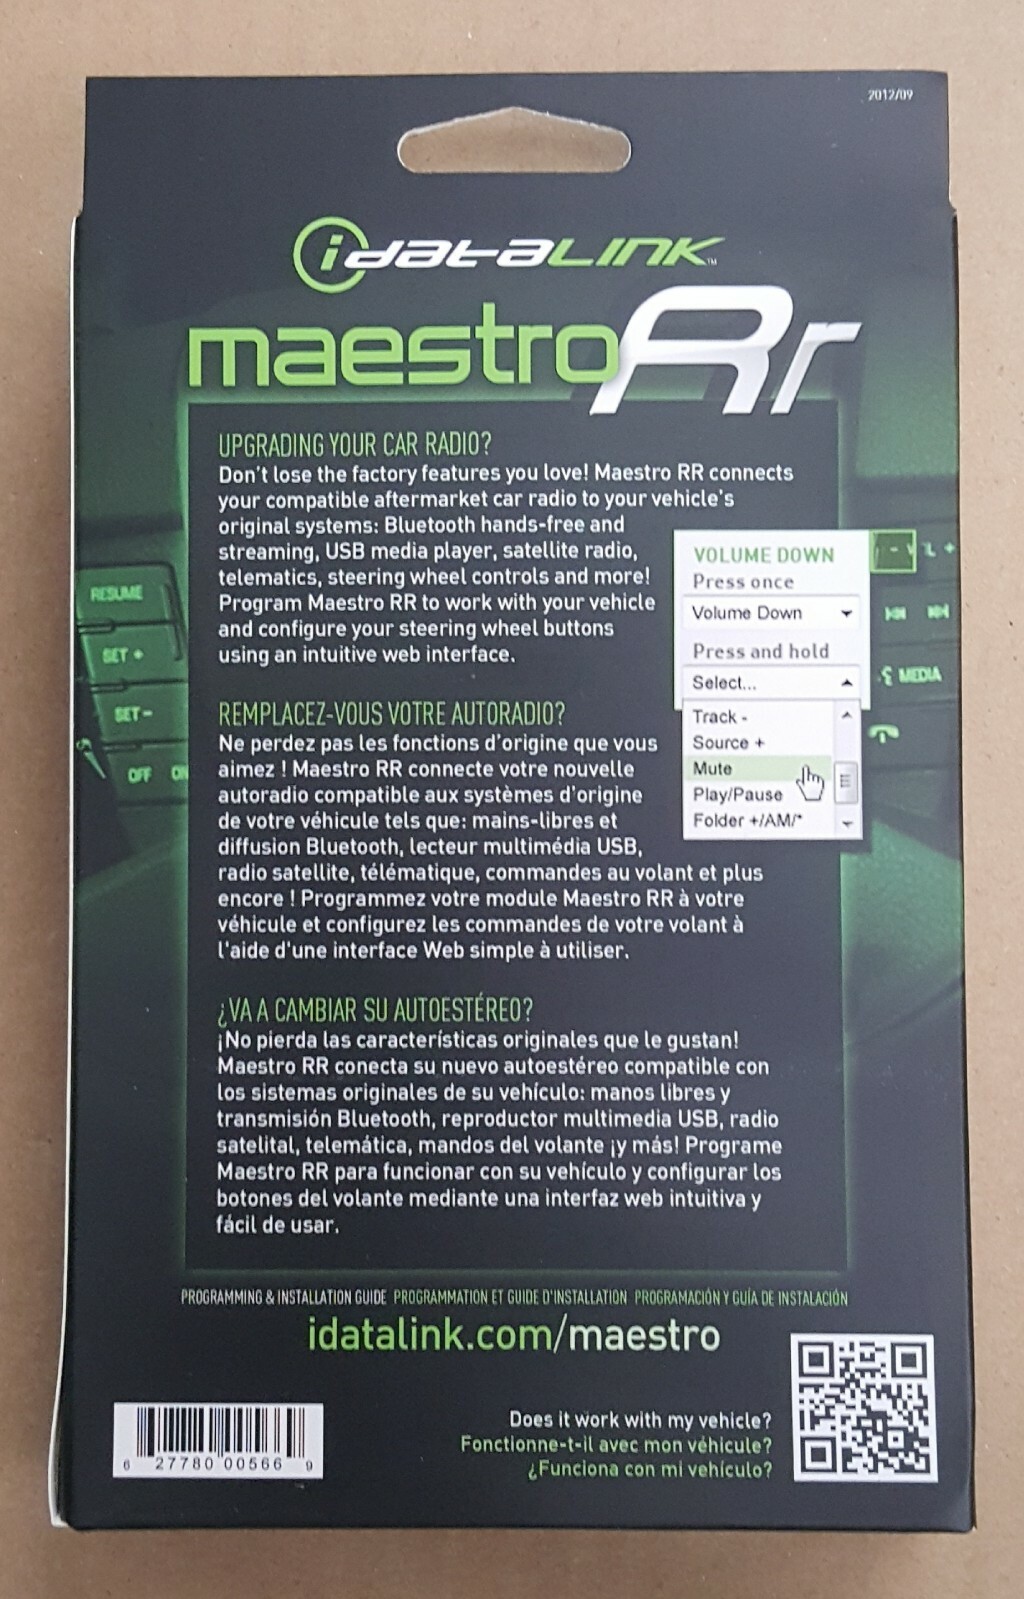 2012/09
idataLINK™
maestro Rr
UPGRADING YOUR CAR RADIO?
Don't lose the factory features you love! Maestro RR connects
your compatible aftermarket car radio to your vehicle's
original systems: Bluetooth hands-free and
streaming, USB media player, satellite radio,
telematics, steering wheel controls and more!
Program Maestro RR to work with your vehicle
and configure your steering wheel buttons
using an intuitive web interface.
VOLUME DOWN
Press once
Volume Down
Press and hold
Select...
Track -
Source +
Mute
Play/Pause
Folder +/AM/*
RESUME
SET +
SET -
OFF ON
MEDIA
REMPLACEZ-VOUS VOTRE AUTORADIO?
Ne perdez pas les fonctions d'origine que vous
aimez ! Maestro RR connecte votre nouvelle
autoradio compatible aux systèmes d'origine
de votre véhicule tels que: mains-libres et
diffusion Bluetooth, lecteur multimédia USB,
radio satellite, télématique, commandes au volant et plus
encore ! Programmez votre module Maestro RR à votre
véhicule et configurez les commandes de votre volant à
l'aide d'une interface Web simple à utiliser.
¿VA A CAMBIAR SU AUTOESTÉREO?
¡No pierda las características originales que le gustan!
Maestro RR conecta su nuevo autoestéreo compatible con
los sistemas originales de su vehículo: manos libres y
transmisión Bluetooth, reproductor multimedia USB, radio
satelital, telemática, mandos del volante ¡y más! Programe
Maestro RR para funcionar con su vehículo y configurar los
botones del volante mediante una interfaz web intuitiva y
fácil de usar.
PROGRAMMING & INSTALLATION GUIDE PROGRAMMATION ET GUIDE D'INSTALLATION PROGRAMACIÓN Y GUÍA DE INSTALACIÓN
idatalink.com/maestro
Does it work with my vehicle?
Fonctionne-t-il avec mon véhicule?
¿Funciona con mi vehículo?
6 27780 00566 9